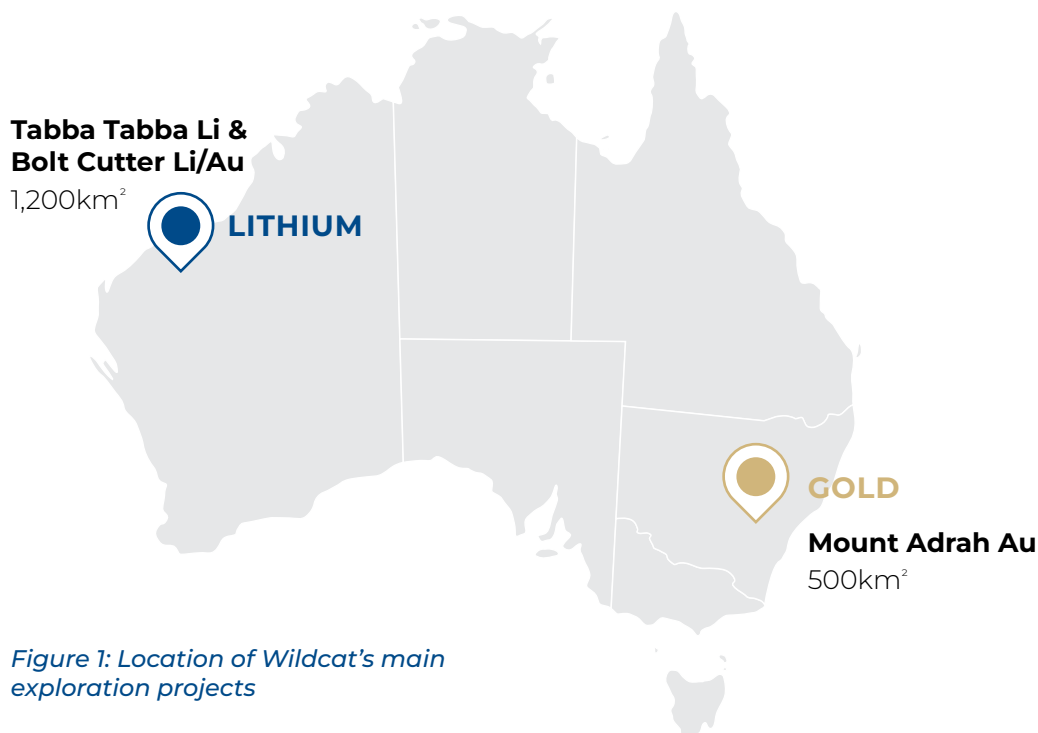 Tabba Tabba Li &
Bolt Cutter Li/Au
1,200km²
LITHIUM
GOLD
Mount Adrah Au
500km²
Figure 1: Location of Wildcat’s main
exploration projects